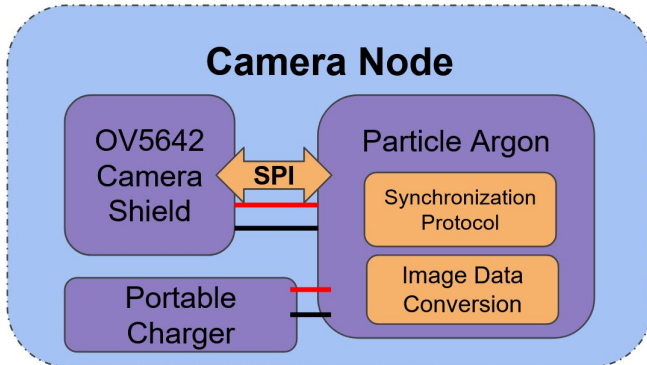 Camera Node
OV5642
Camera
Shield
SPI
Particle Argon
Synchronization
Protocol
Image Data
Conversion
Portable
Charger